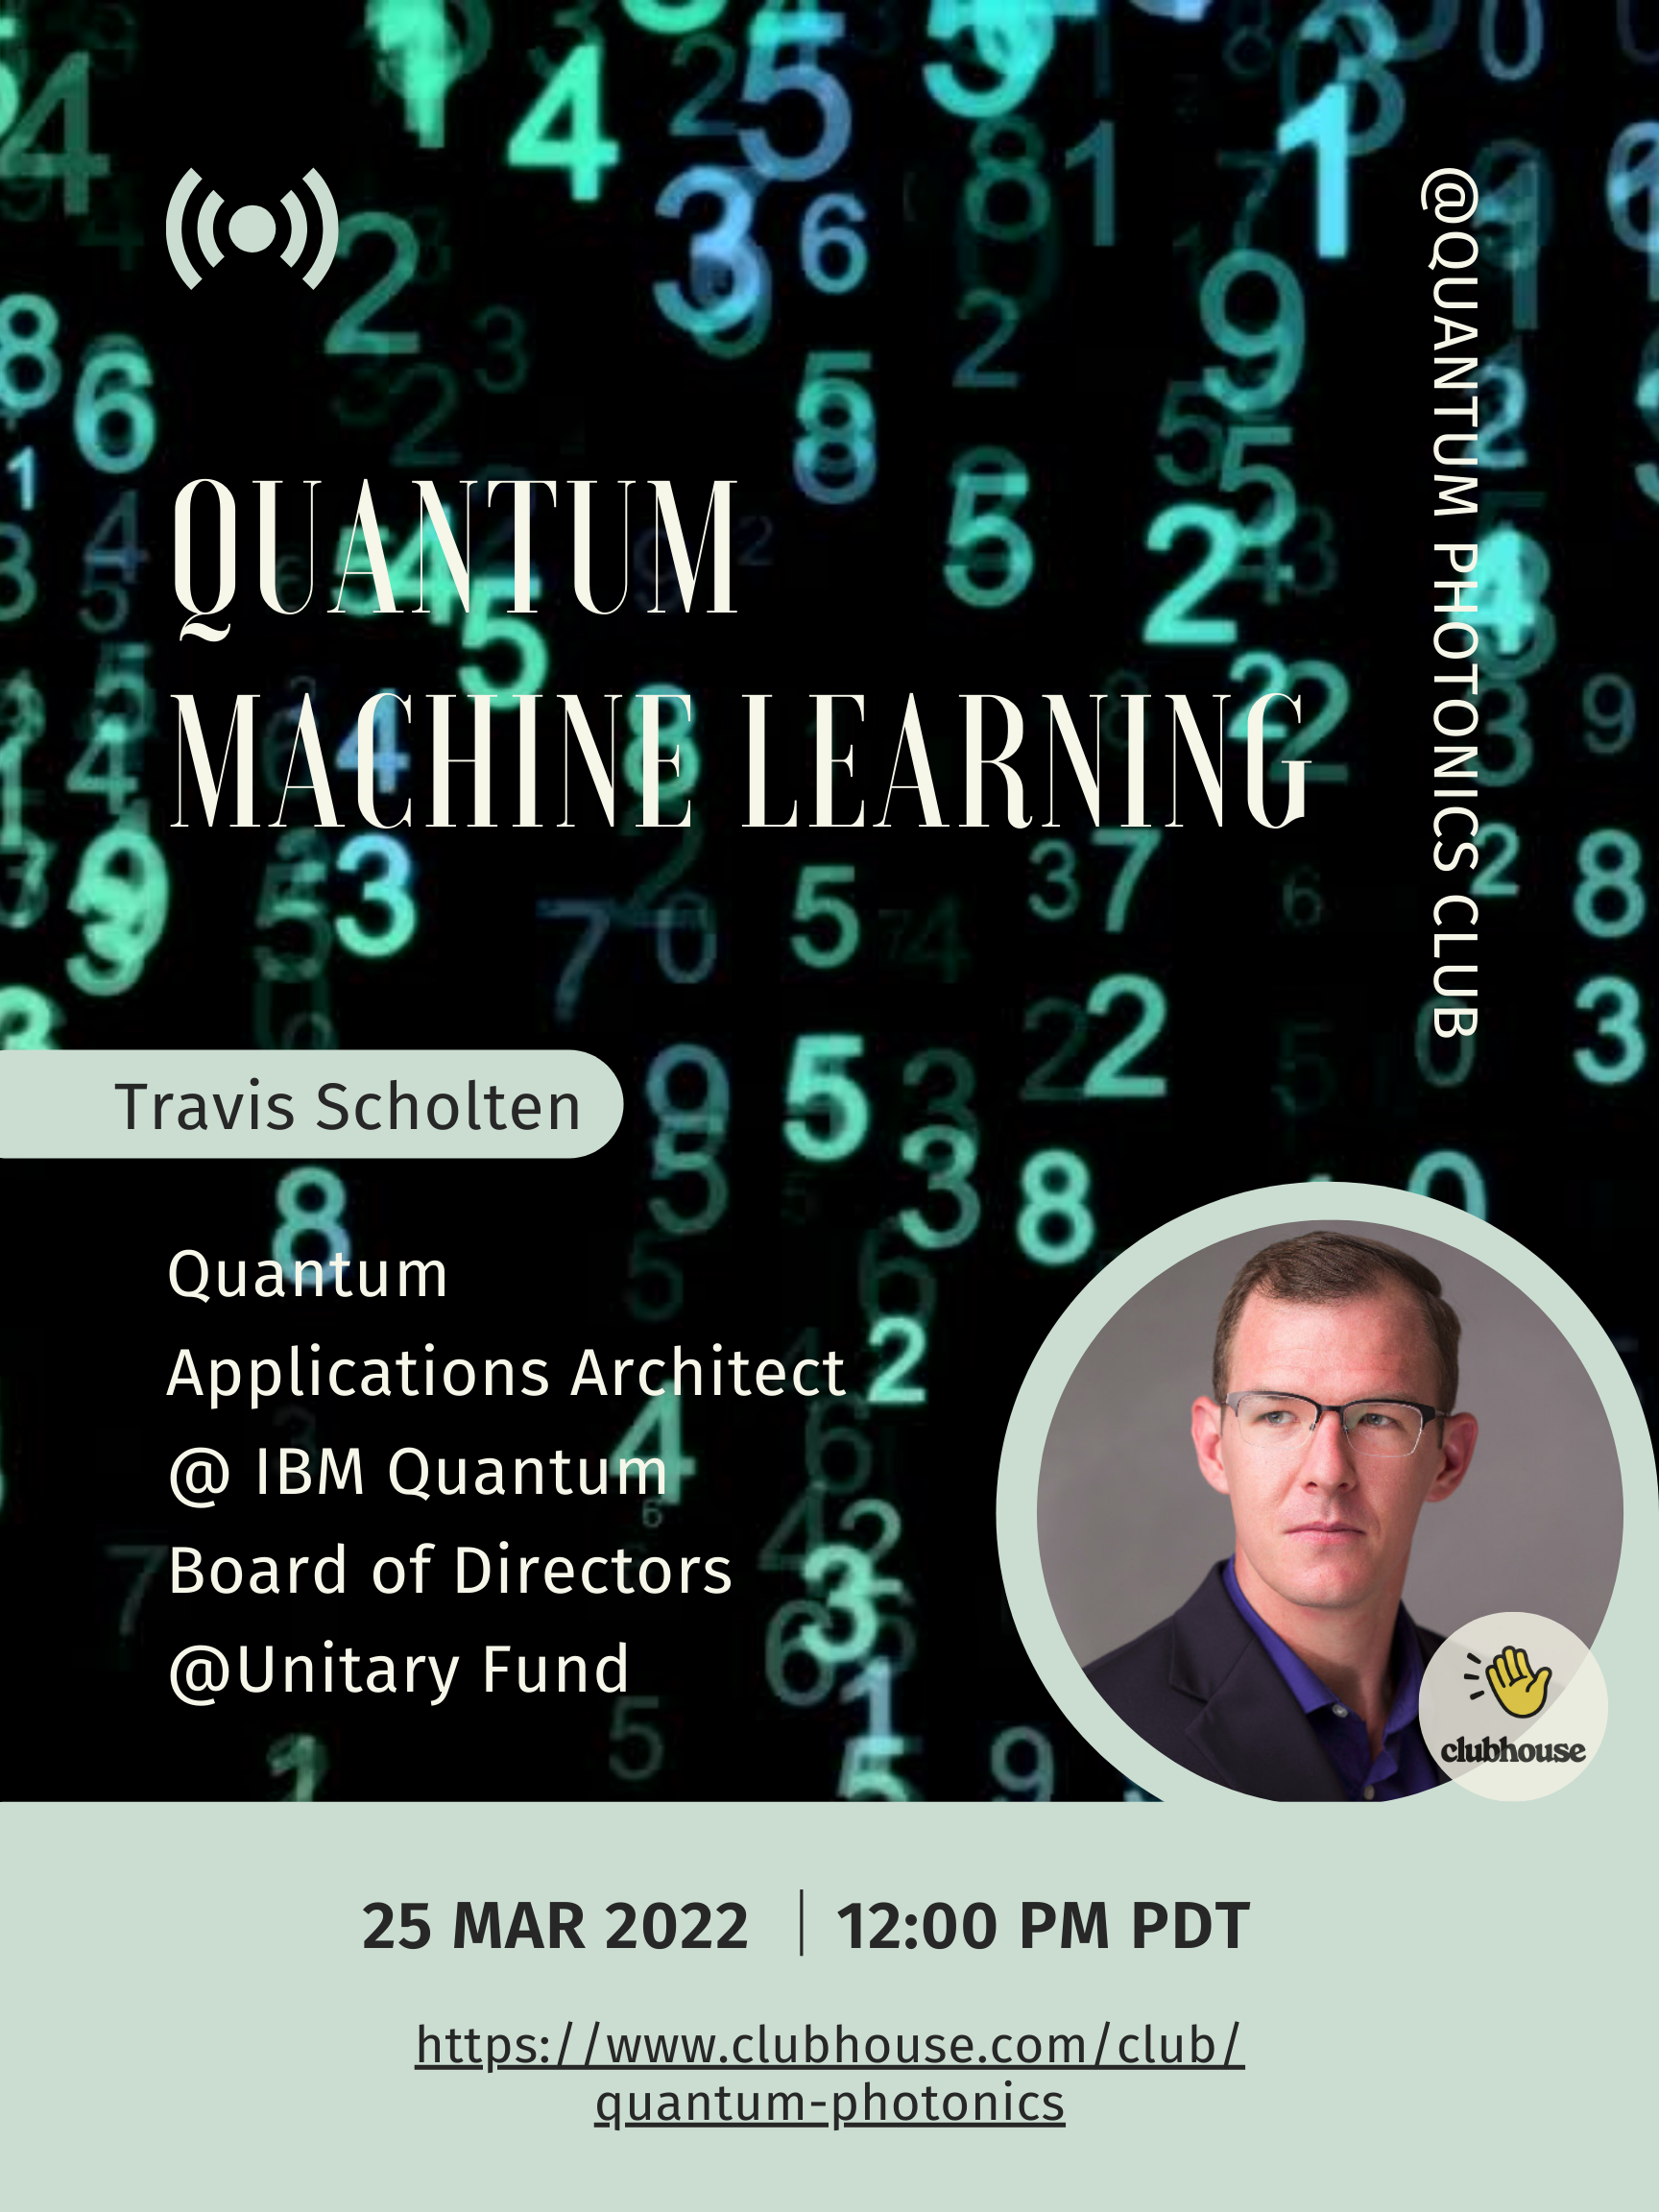 @QUANTUM PHOTONICS CLUB
QUANTUM
MACHINE LEARNING
Travis Scholten
Quantum
Applications Architect
@ IBM Quantum
Board of Directors
@Unitary Fund
clubhouse
25 MAR 2022 | 12:00 PM PDT
https://www.clubhouse.com/club/
quantum-photonics